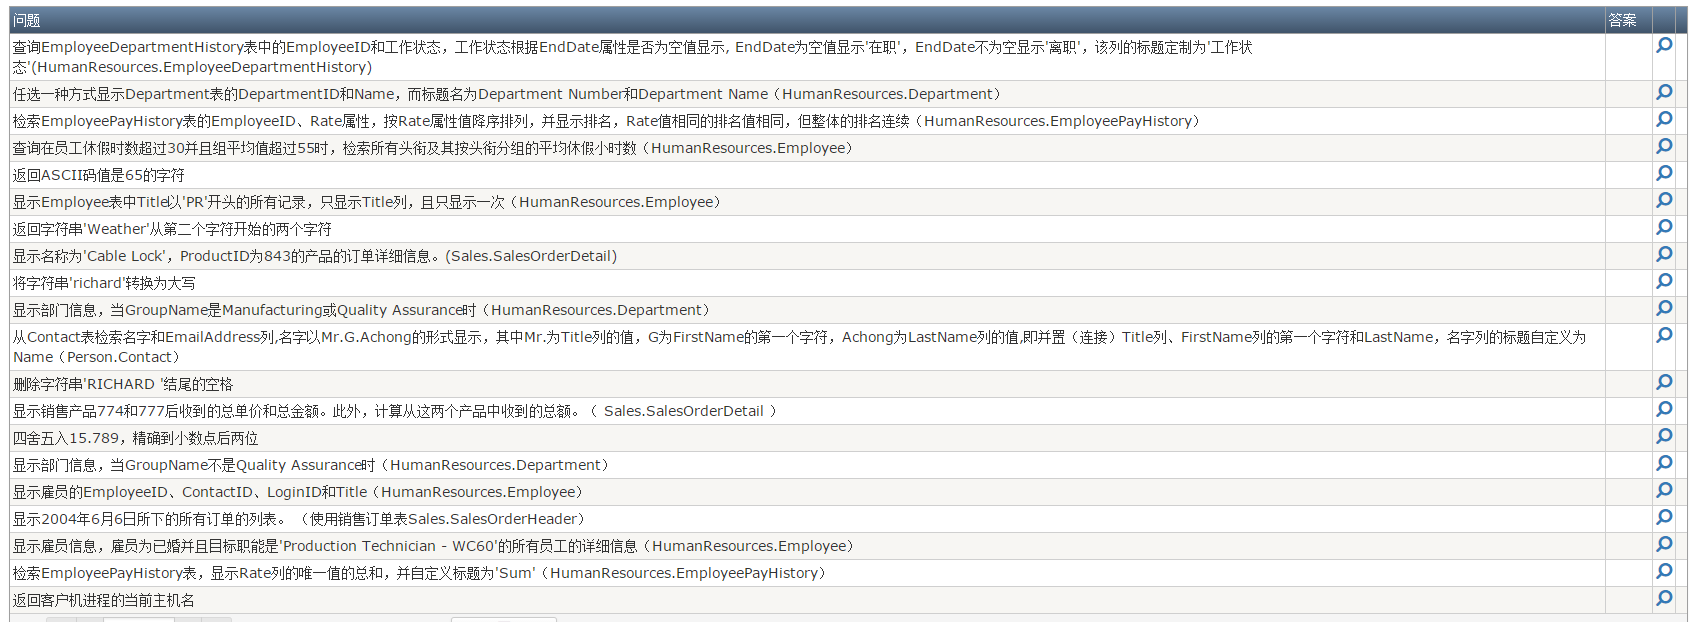 问题 答案
查询EmployeeDepartmentHistory表中的EmployeeID和工作状态，工作状态根据EndDate属性是否为空值显示, EndDate为空值显示'在职'，EndDate不为空显示'离职'，该列的标题定制为'工作状
态'(HumanResources.EmployeeDepartmentHistory)
任选一种方式显示Department表的DepartmentID和Name，而标题名为Department Number和Department Name（HumanResources.Department）
检索EmployeePayHistory表的EmployeeID、Rate属性，按Rate属性值降序排列，并显示排名，Rate值相同的排名值相同，但整体的排名连续（HumanResources.EmployeePayHistory）
查询在员工休假时数超过30并且组平均值超过55时，检索所有头衔及其按头衔分组的平均休假小时数（HumanResources.Employee）
返回ASCII码值是65的字符
显示Employee表中Title以'PR'开头的所有记录，只显示Title列，且只显示一次（HumanResources.Employee）
返回字符串'Weather'从第二个字符开始的两个字符
显示名称为'Cable Lock'，ProductID为843的产品的订单详细信息。(Sales.SalesOrderDetail)
将字符串'richard'转换为大写
显示部门信息，当GroupName是Manufacturing或Quality Assurance时（HumanResources.Department）
从Contact表检索名字和EmailAddress列,名字以Mr.G.Achong的形式显示，其中Mr.为Title列的值，G为FirstName的第一个字符，Achong为LastName列的值,即并置（连接）Title列、FirstName列的第一个字符和LastName，名字列的标题自定义为
Name（Person.Contact）
删除字符串'RICHARD '结尾的空格
显示销售产品774和777后收到的总单价和总金额。此外，计算从这两个产品中收到的总额。（ Sales.SalesOrderDetail ）
四舍五入15.789，精确到小数点后两位
显示部门信息，当GroupName不是Quality Assurance时（HumanResources.Department）
显示雇员的EmployeeID、ContactID、LoginID和Title（HumanResources.Employee）
显示2004年6月6日所下的所有订单的列表。 （使用销售订单表Sales.SalesOrderHeader）
显示雇员信息，雇员为已婚并且目标职能是'Production Technician - WC60'的所有员工的详细信息（HumanResources.Employee）
检索EmployeePayHistory表，显示Rate列的唯一值的总和，并自定义标题为'Sum'（HumanResources.EmployeePayHistory）
返回客户机进程的当前主机名